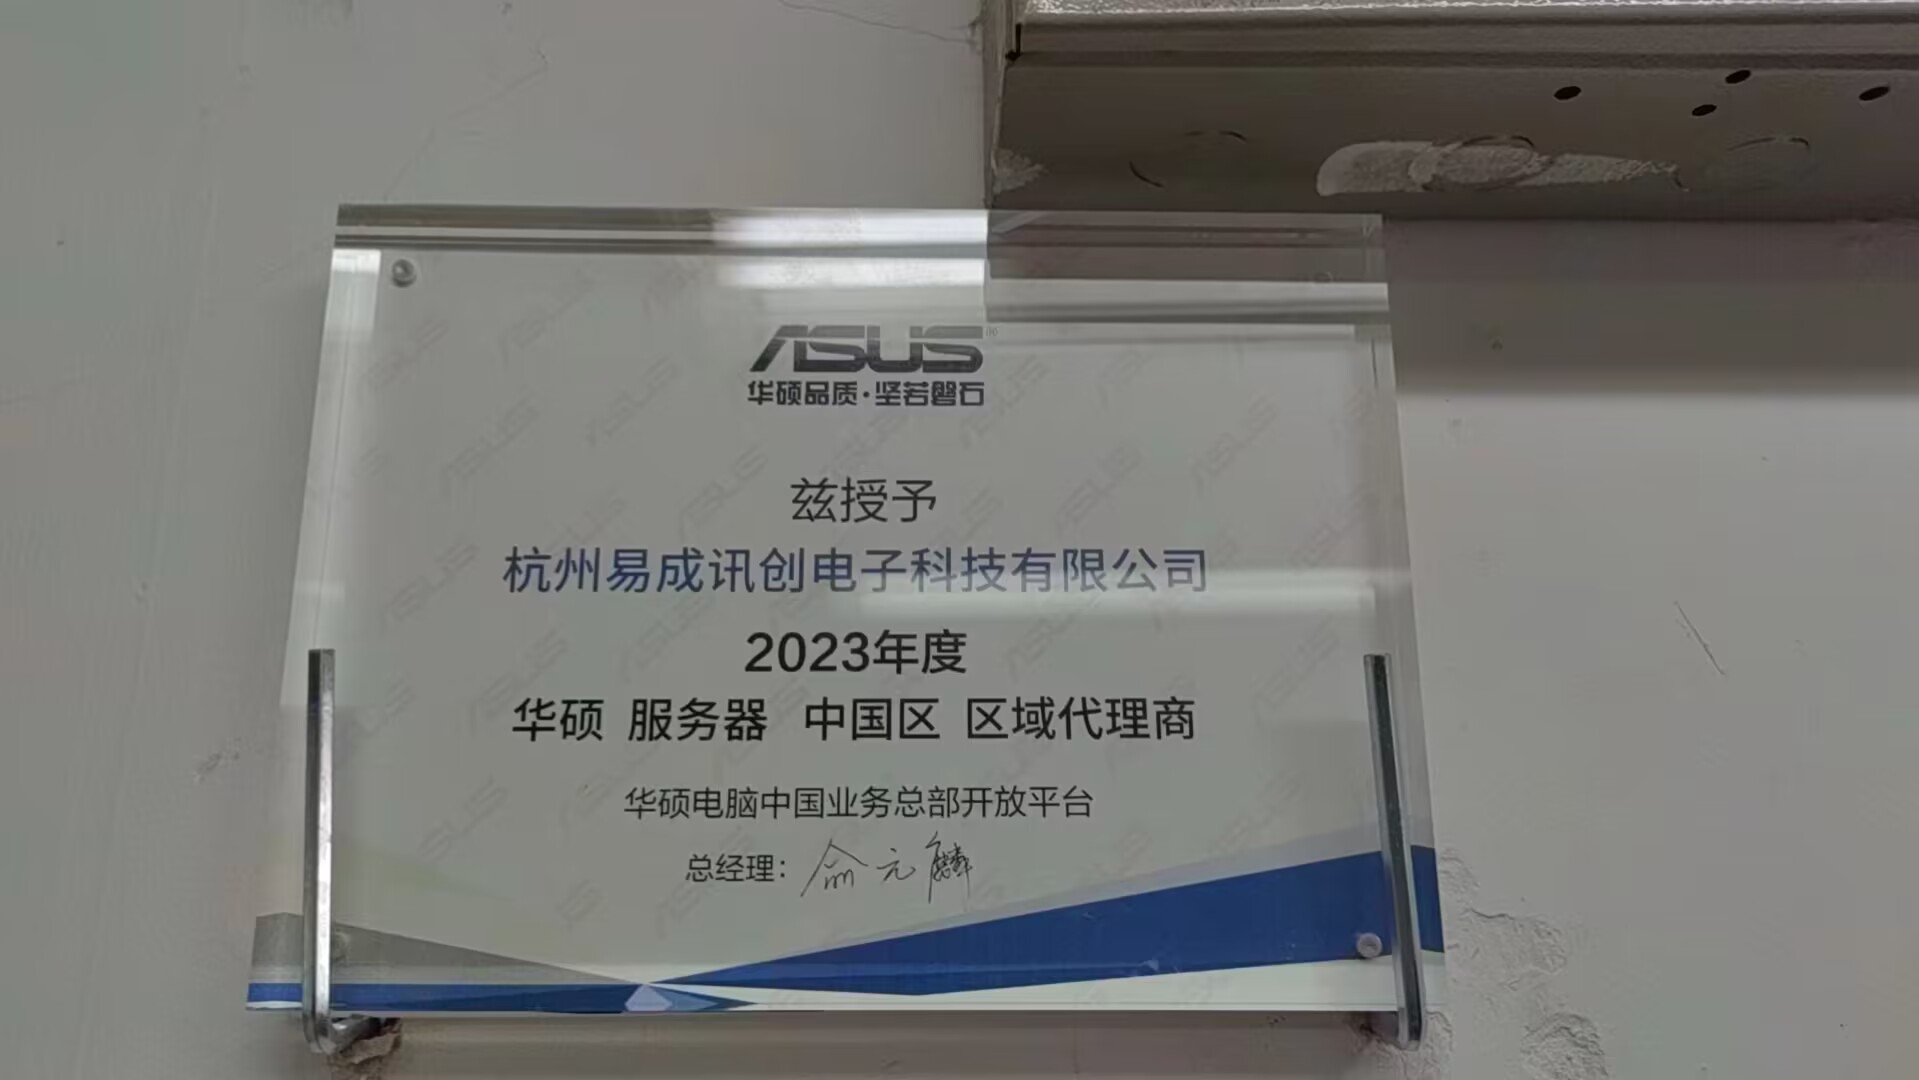 ASUS®
华硕品质·坚若磐石
兹授予
杭州易成讯创电子科技有限公司
2023年度
华硕 服务器 中国区 区域代理商
华硕电脑中国业务总部开放平台
总经理：俞元麟